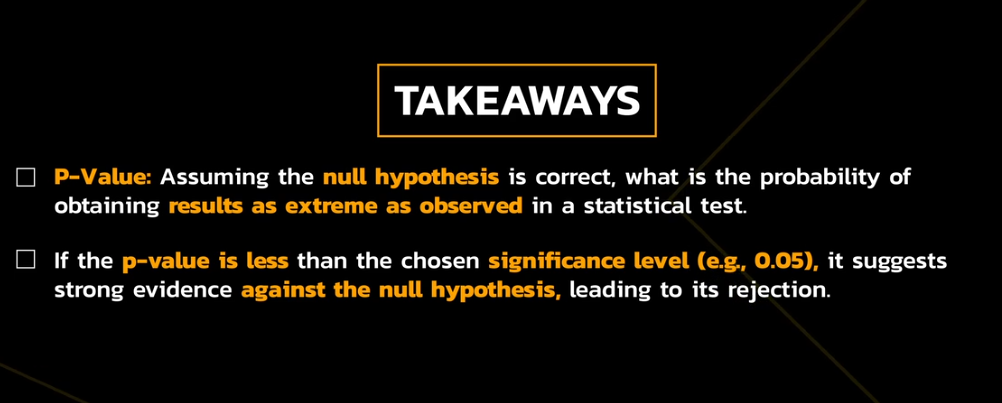 TAKEAWAYS
P-Value: Assuming the null hypothesis is correct, what is the probability of
obtaining results as extreme as observed in a statistical test.
If the p-value is less than the chosen significance level (e.g., 0.05), it suggests
strong evidence against the null hypothesis, leading to its rejection.